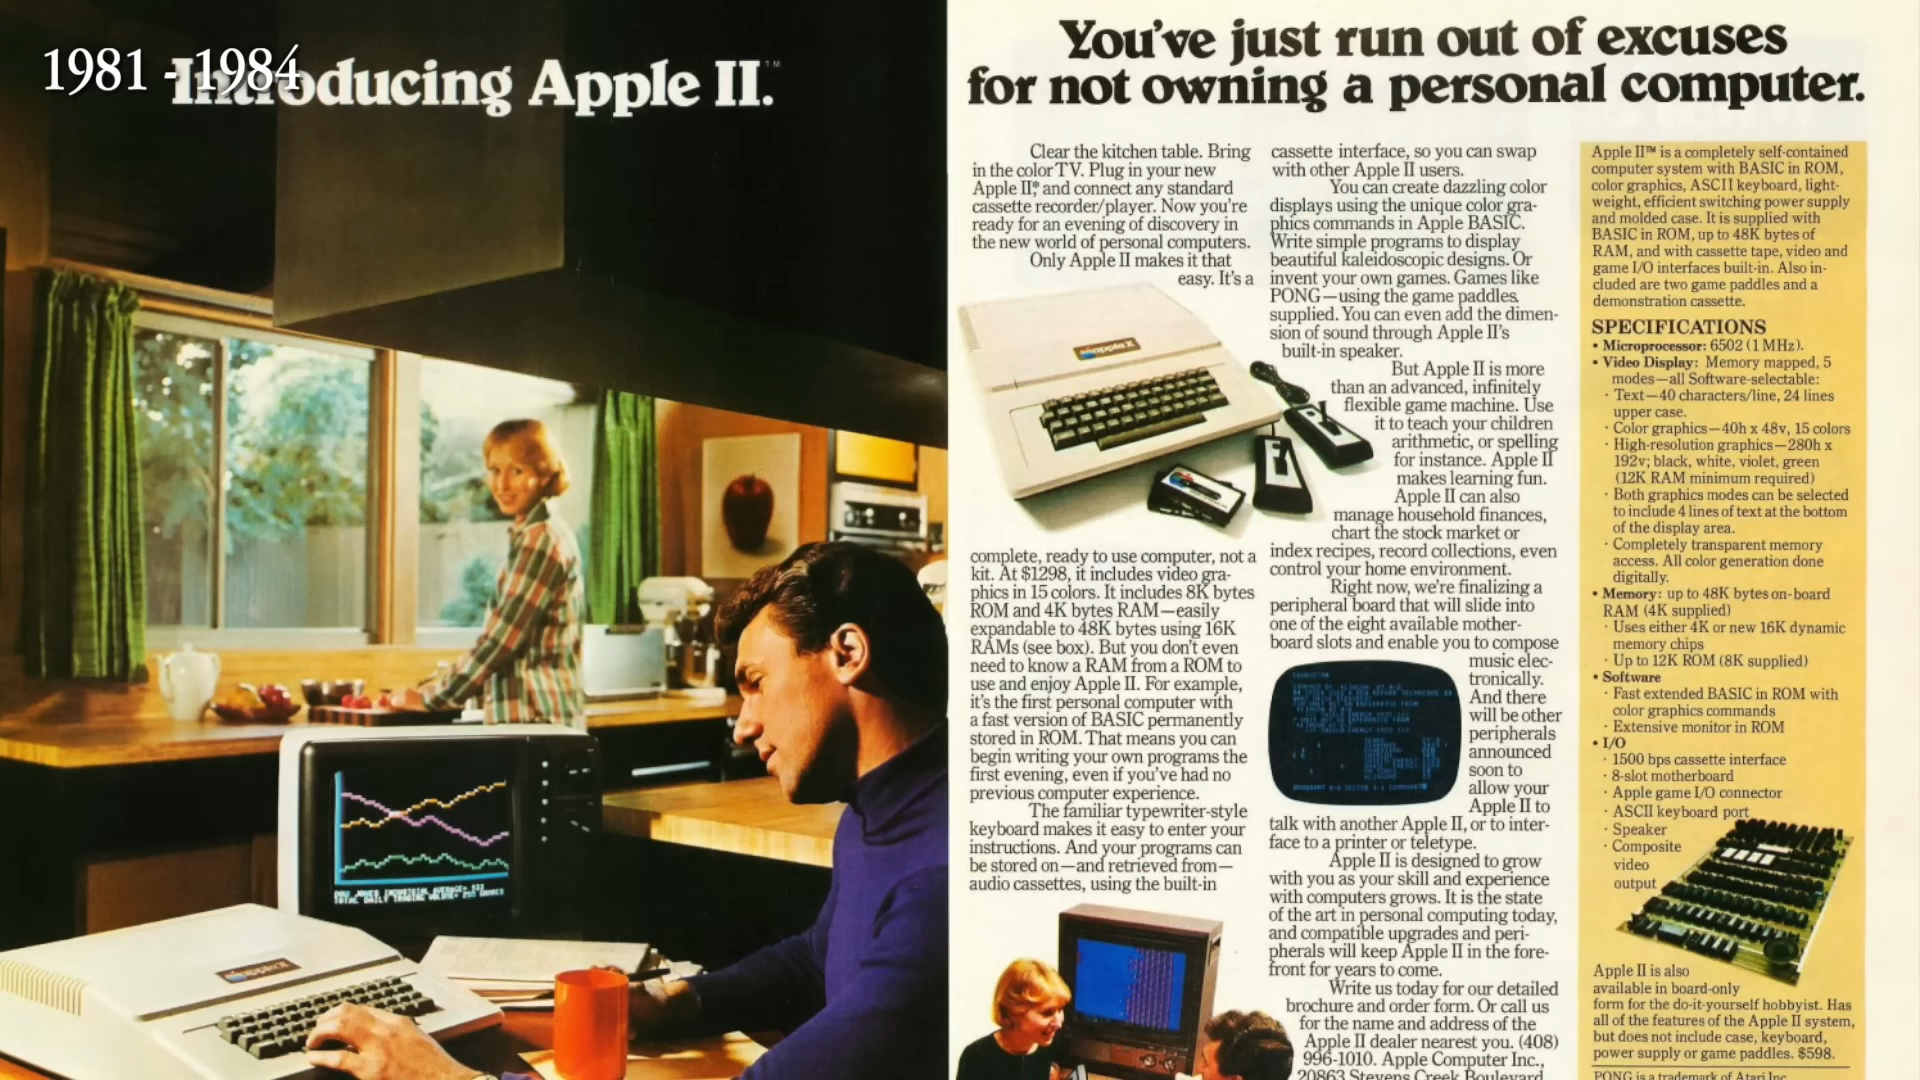 1981 - 1984
Introducing Apple II.™
You've just run out of excuses
for not owning a personal computer.
Clear the kitchen table. Bring
in the color TV. Plug in your new
Apple II,* and connect any standard
cassette recorder/player. Now you're
ready for an evening of discovery in
the new world of personal computers.
Only Apple II makes it that
easy. It's a
complete, ready to use computer, not a
kit. At $1298, it includes video gra-
phics in 15 colors. It includes 8K bytes
ROM and 4K bytes RAM—easily
expandable to 48K bytes using 16K
RAMs (see box). But you don't even
need to know a RAM from a ROM to
use and enjoy Apple II. For example,
it's the first personal computer with
a fast version of BASIC permanently
stored in ROM. That means you can
begin writing your own programs the
first evening, even if you've had no
previous computer experience.
The familiar typewriter-style
keyboard makes it easy to enter your
instructions. And your programs can
be stored on—and retrieved from—
audio cassettes, using the built-in
cassette interface, so you can swap
with other Apple II users.
You can create dazzling color
displays using the unique color gra-
phics commands in Apple BASIC.
Write simple programs to display
beautiful kaleidoscopic designs. Or
invent your own games. Games like
PONG—using the game paddles
supplied. You can even add the dimen-
sion of sound through Apple II's
built-in speaker.
But Apple II is more
than an advanced, infinitely
flexible game machine. Use
it to teach your children
arithmetic, or spelling
for instance. Apple II
makes learning fun.
Apple II can also
manage household finances,
chart the stock market or
index recipes, record collections, even
control your home environment.
Right now, we're finalizing a
peripheral board that will slide into
one of the eight available mother-
board slots and enable you to compose
music elec-
tronically.
And there
will be other
peripherals
announced
soon to
allow your
Apple II to
talk with another Apple II, or to inter-
face to a printer or teletype.
Apple II is designed to grow
with you as your skill and experience
with computers grows. It is the state
of the art in personal computing today,
and compatible upgrades and peri-
pherals will keep Apple II in the fore-
front for years to come.
Write us today for our detailed
brochure and order form. Or call us
for the name and address of the
Apple II dealer nearest you. (408)
996-1010. Apple Computer Inc.,
20863 Stevens Creek Boulevard,
Apple II™ is a completely self-contained
computer system with BASIC in ROM,
color graphics, ASCII keyboard, light-
weight, efficient switching power supply
and molded case. It is supplied with
BASIC in ROM, up to 48K bytes of
RAM, and with cassette tape, video and
game I/O interfaces built-in. Also in-
cluded are two game paddles and a
demonstration cassette.
SPECIFICATIONS
• Microprocessor: 6502 (1 MHz).
• Video Display: Memory mapped, 5
modes—all Software-selectable:
· Text—40 characters/line, 24 lines
upper case.
· Color graphics—40h x 48v, 15 colors
· High-resolution graphics—280h x
192v; black, white, violet, green
(12K RAM minimum required)
· Both graphics modes can be selected
to include 4 lines of text at the bottom
of the display area.
· Completely transparent memory
access. All color generation done
digitally.
• Memory: up to 48K bytes on-board
RAM (4K supplied)
· Uses either 4K or new 16K dynamic
memory chips
· Up to 12K ROM (8K supplied)
• Software
· Fast extended BASIC in ROM with
color graphics commands
· Extensive monitor in ROM
• I/O
· 1500 bps cassette interface
· 8-slot motherboard
· Apple game I/O connector
· ASCII keyboard port
· Speaker
· Composite
video
output
Apple II is also
available in board-only
form for the do-it-yourself hobbyist. Has
all of the features of the Apple II system,
but does not include case, keyboard,
power supply or game paddles. $598.
PONG is a trademark of Atari Inc.
apple II
apple II
DOW JONES INDUSTRIAL AVERAGE=
TOTAL DAILY TRADING VOLUME=